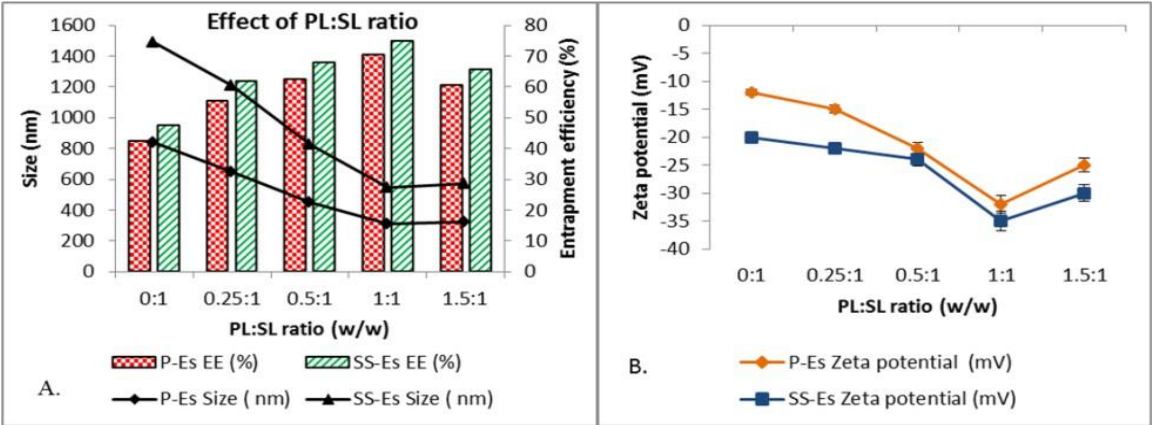 Effect of PL:SL ratio
1600
1400
1200
1000
800
600
400
200
0
Size (nm)
80
70
60
50
40
30
20
10
0
Entrapment efficiency (%)
0:1 0.25:1 0.5:1 1:1 1.5:1
PL:SL ratio (w/w)
P-Es EE (%) SS-Es EE (%)
P-Es Size ( nm) SS-Es Size ( nm)
A.
0
-5
-10
-15
-20
-25
-30
-35
-40
Zeta potential (mV)
0:1 0.25:1 0.5:1 1:1 1.5:1
PL:SL ratio (w/w)
P-Es Zeta potential (mV)
SS-Es Zeta potential (mV)
B.